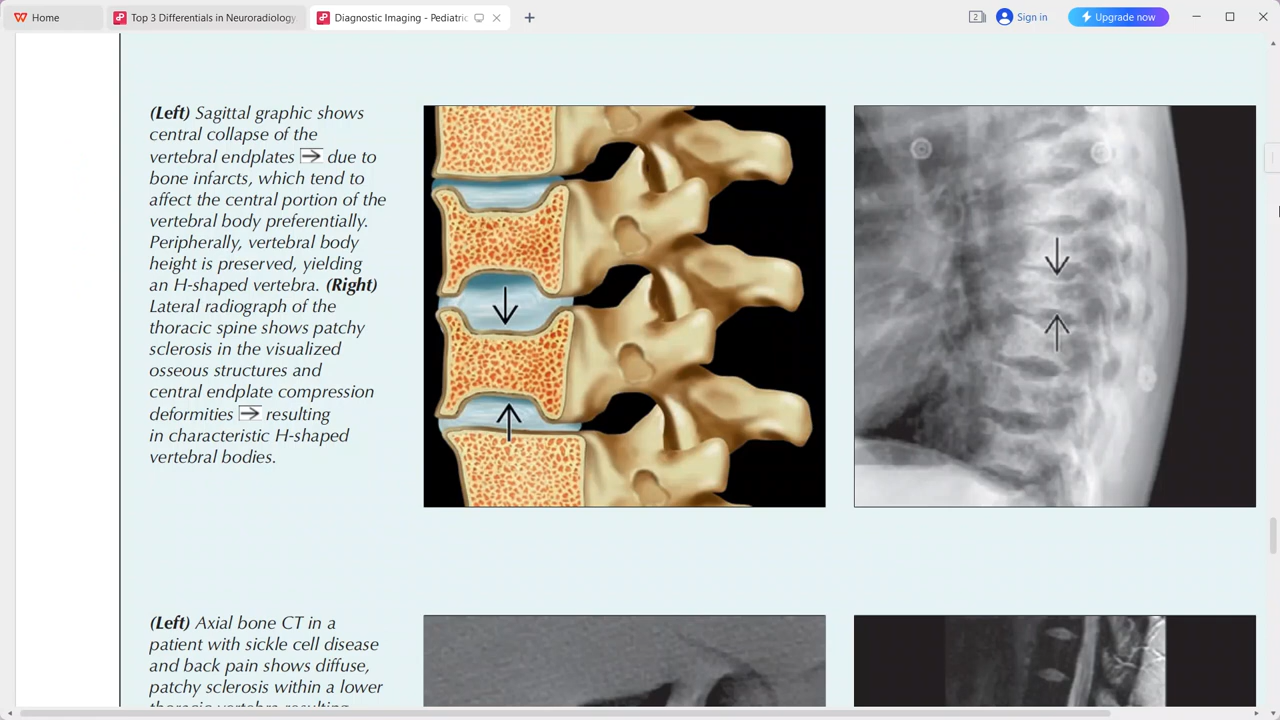 Home
Top 3 Differentials in Neuroradiology.
Diagnostic Imaging - Pediatric
2
Sign in
Upgrade now
(Left) Sagittal graphic shows
central collapse of the
vertebral endplates due to
bone infarcts, which tend to
affect the central portion of the
vertebral body preferentially.
Peripherally, vertebral body
height is preserved, yielding
an H-shaped vertebra. (Right)
Lateral radiograph of the
thoracic spine shows patchy
sclerosis in the visualized
osseous structures and
central endplate compression
deformities resulting
in characteristic H-shaped
vertebral bodies.
(Left) Axial bone CT in a
patient with sickle cell disease
and back pain shows diffuse,
patchy sclerosis within a lower
thoracic vertebra resulting